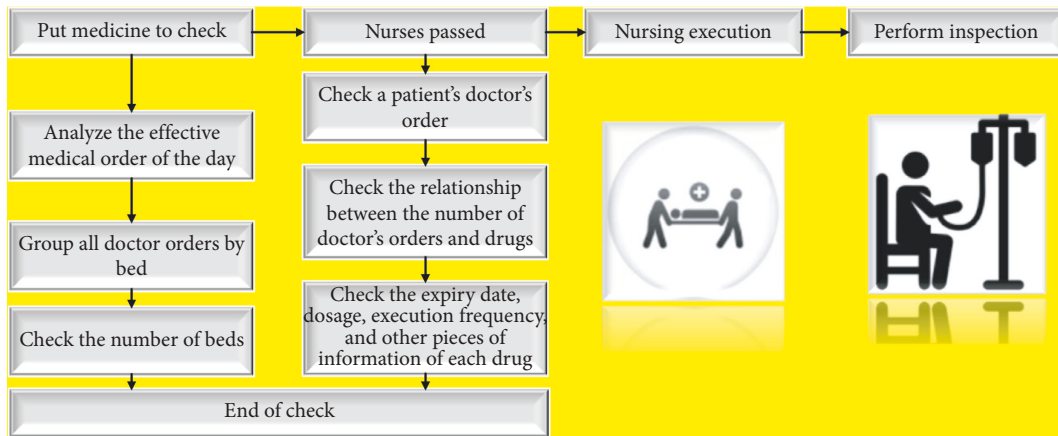 Put medicine to check
Nurses passed
Nursing execution
Perform inspection
Analyze the effective
medical order of the day
Group all doctor orders by
bed
Check the number of beds
Check a patient's doctor's
order
Check the relationship
between the number of
doctor's orders and drugs
Check the expiry date,
dosage, execution frequency,
and other pieces of
information of each drug
End of check